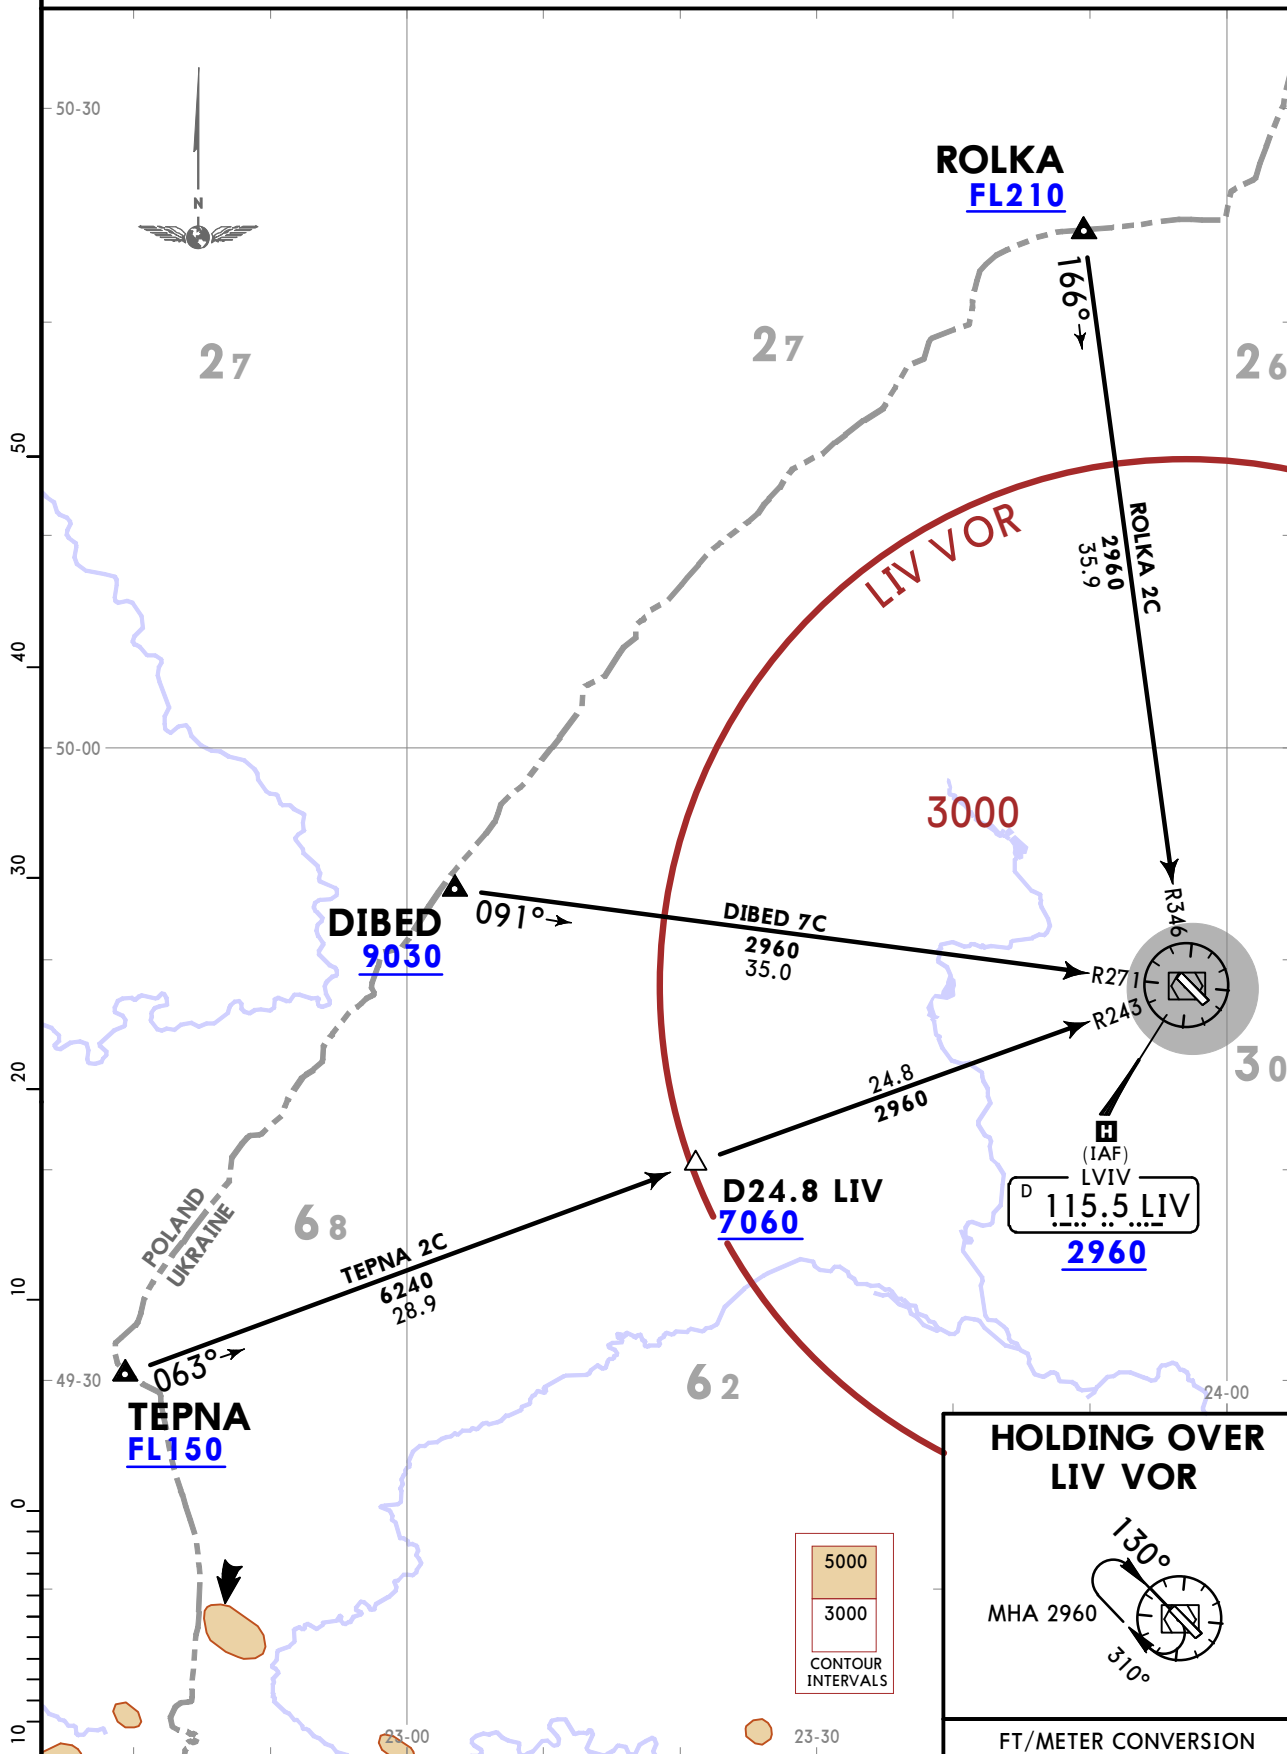 50-30
N
ROLKA
FL210
166°
27
27
26
50
LIV VOR
ROLKA 2C
2960
35.9
40
50-00
3000
30
DIBED
9030
091°
DIBED 7C
2960
35.0
R346
R271
R243
30
20
24.8
2960
H
(IAF)
LVIV
D 115.5 LIV
2960
D24.8 LIV
7060
POLAND
UKRAINE
68
TEPNA 2C
6240
28.9
10
063°
49-30
TEPNA
FL150
62
24-00
HOLDING OVER
LIV VOR
130°
MHA 2960
310°
0
5000
3000
CONTOUR
INTERVALS
10
23-00
23-30
FT/METER CONVERSION